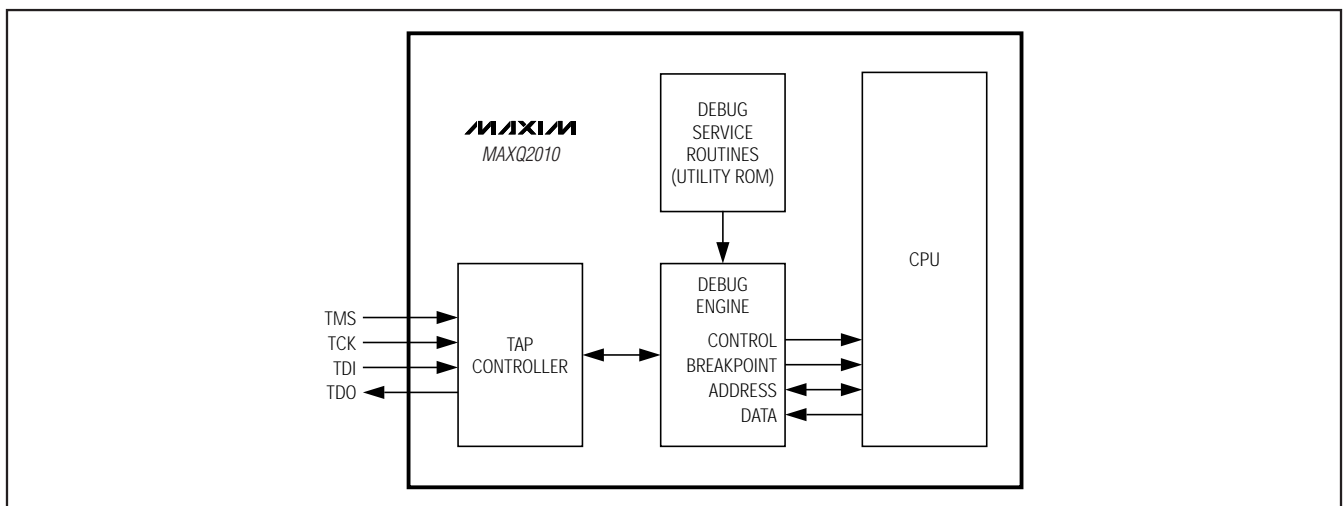 MAXIM
MAXQ2010
DEBUG
SERVICE
ROUTINES
(UTILITY ROM)
CPU
TMS
TCK
TDI
TDO
TAP
CONTROLLER
DEBUG
ENGINE
CONTROL
BREAKPOINT
ADDRESS
DATA